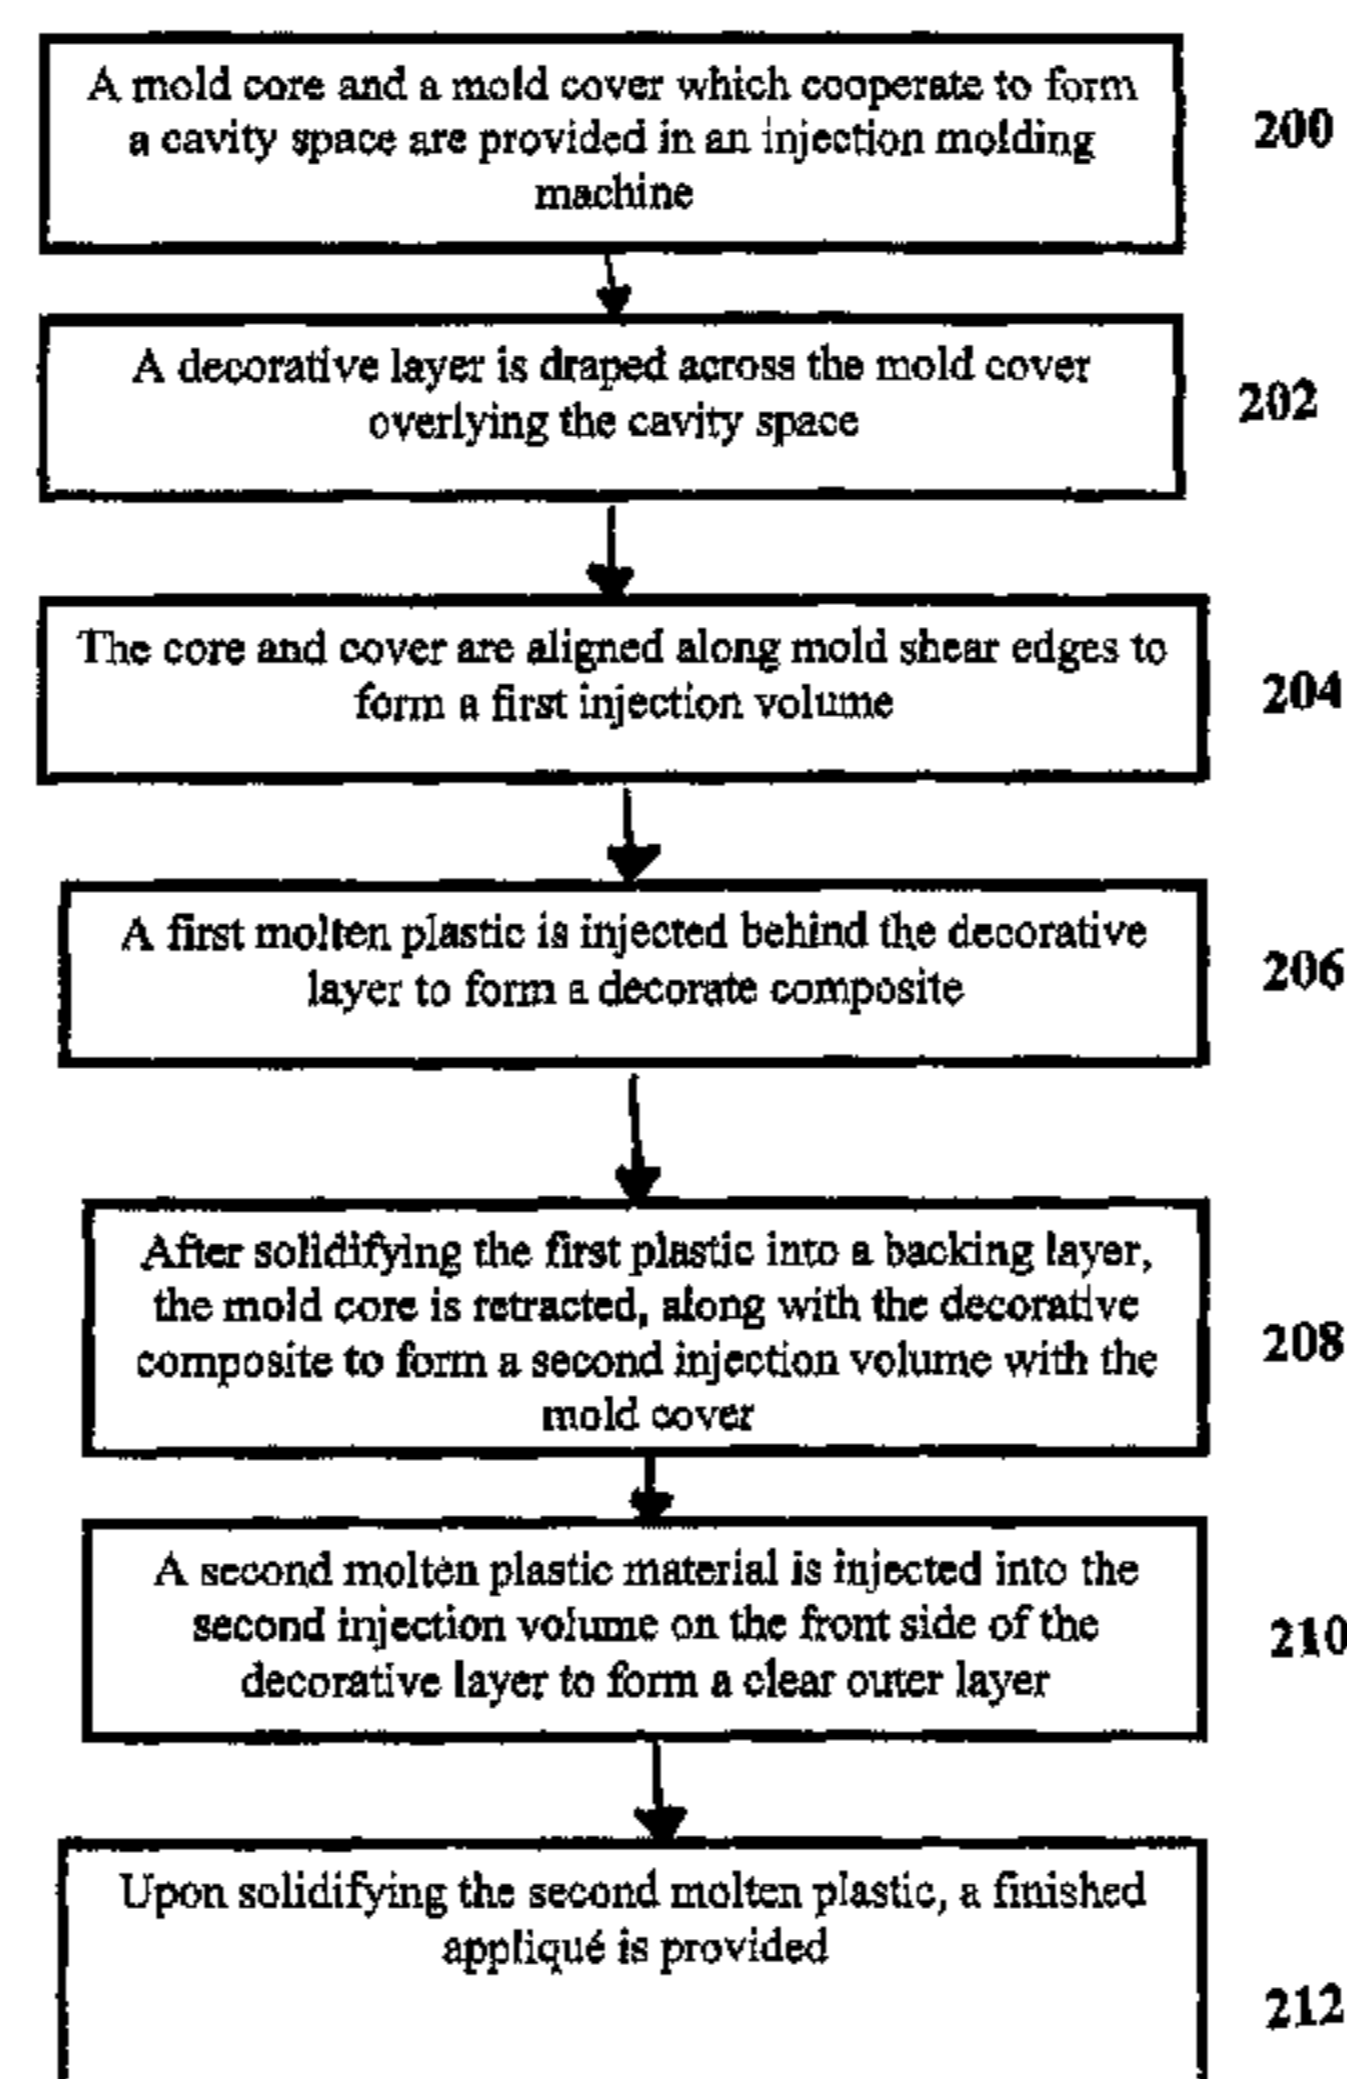 A mold core and a mold cover which cooperate to form
a cavity space are provided in an injection molding
machine
200
A decorative layer is draped across the mold cover
overlying the cavity space
202
The core and cover are aligned along mold shear edges to
form a first injection volume
204
A first molten plastic is injected behind the decorative
layer to form a decorate composite
206
After solidifying the first plastic into a backing layer,
the mold core is retracted, along with the decorative
composite to form a second injection volume with the
mold cover
208
A second molten plastic material is injected into the
second injection volume on the front side of the
decorative layer to form a clear outer layer
210
Upon solidifying the second molten plastic, a finished
appliqué is provided
212